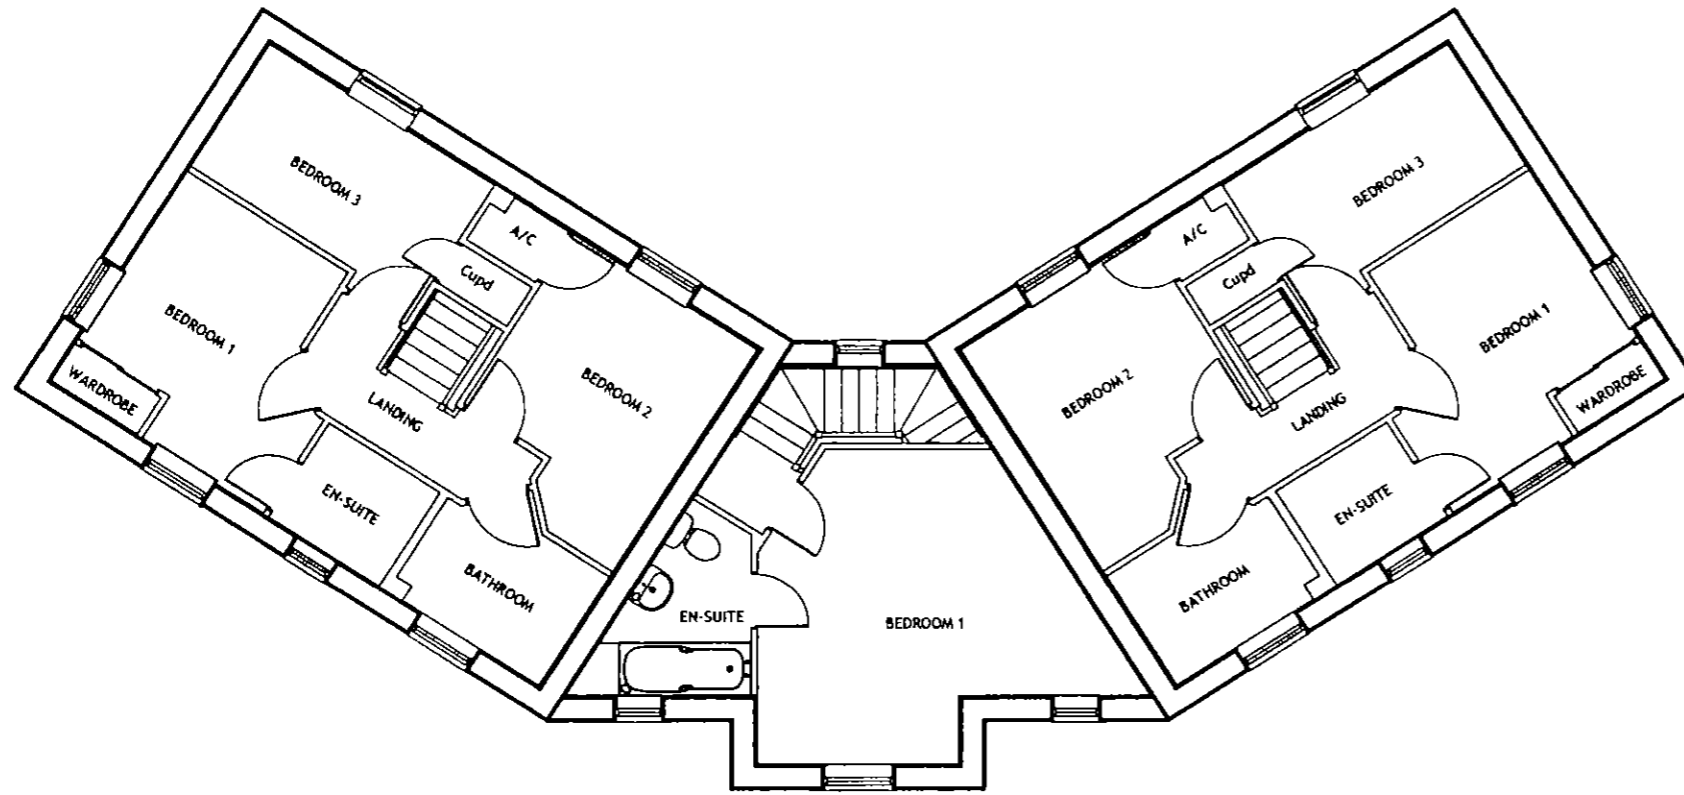 BEDROOM 3
A/C
Cupd
BEDROOM 1
WARDROBE
LANDING
BEDROOM 2
EN-SUITE
BATHROOM
EN-SUITE
BEDROOM 1
BEDROOM 3
A/C
Cupd
BEDROOM 1
WARDROBE
LANDING
BEDROOM 2
EN-SUITE
BATHROOM